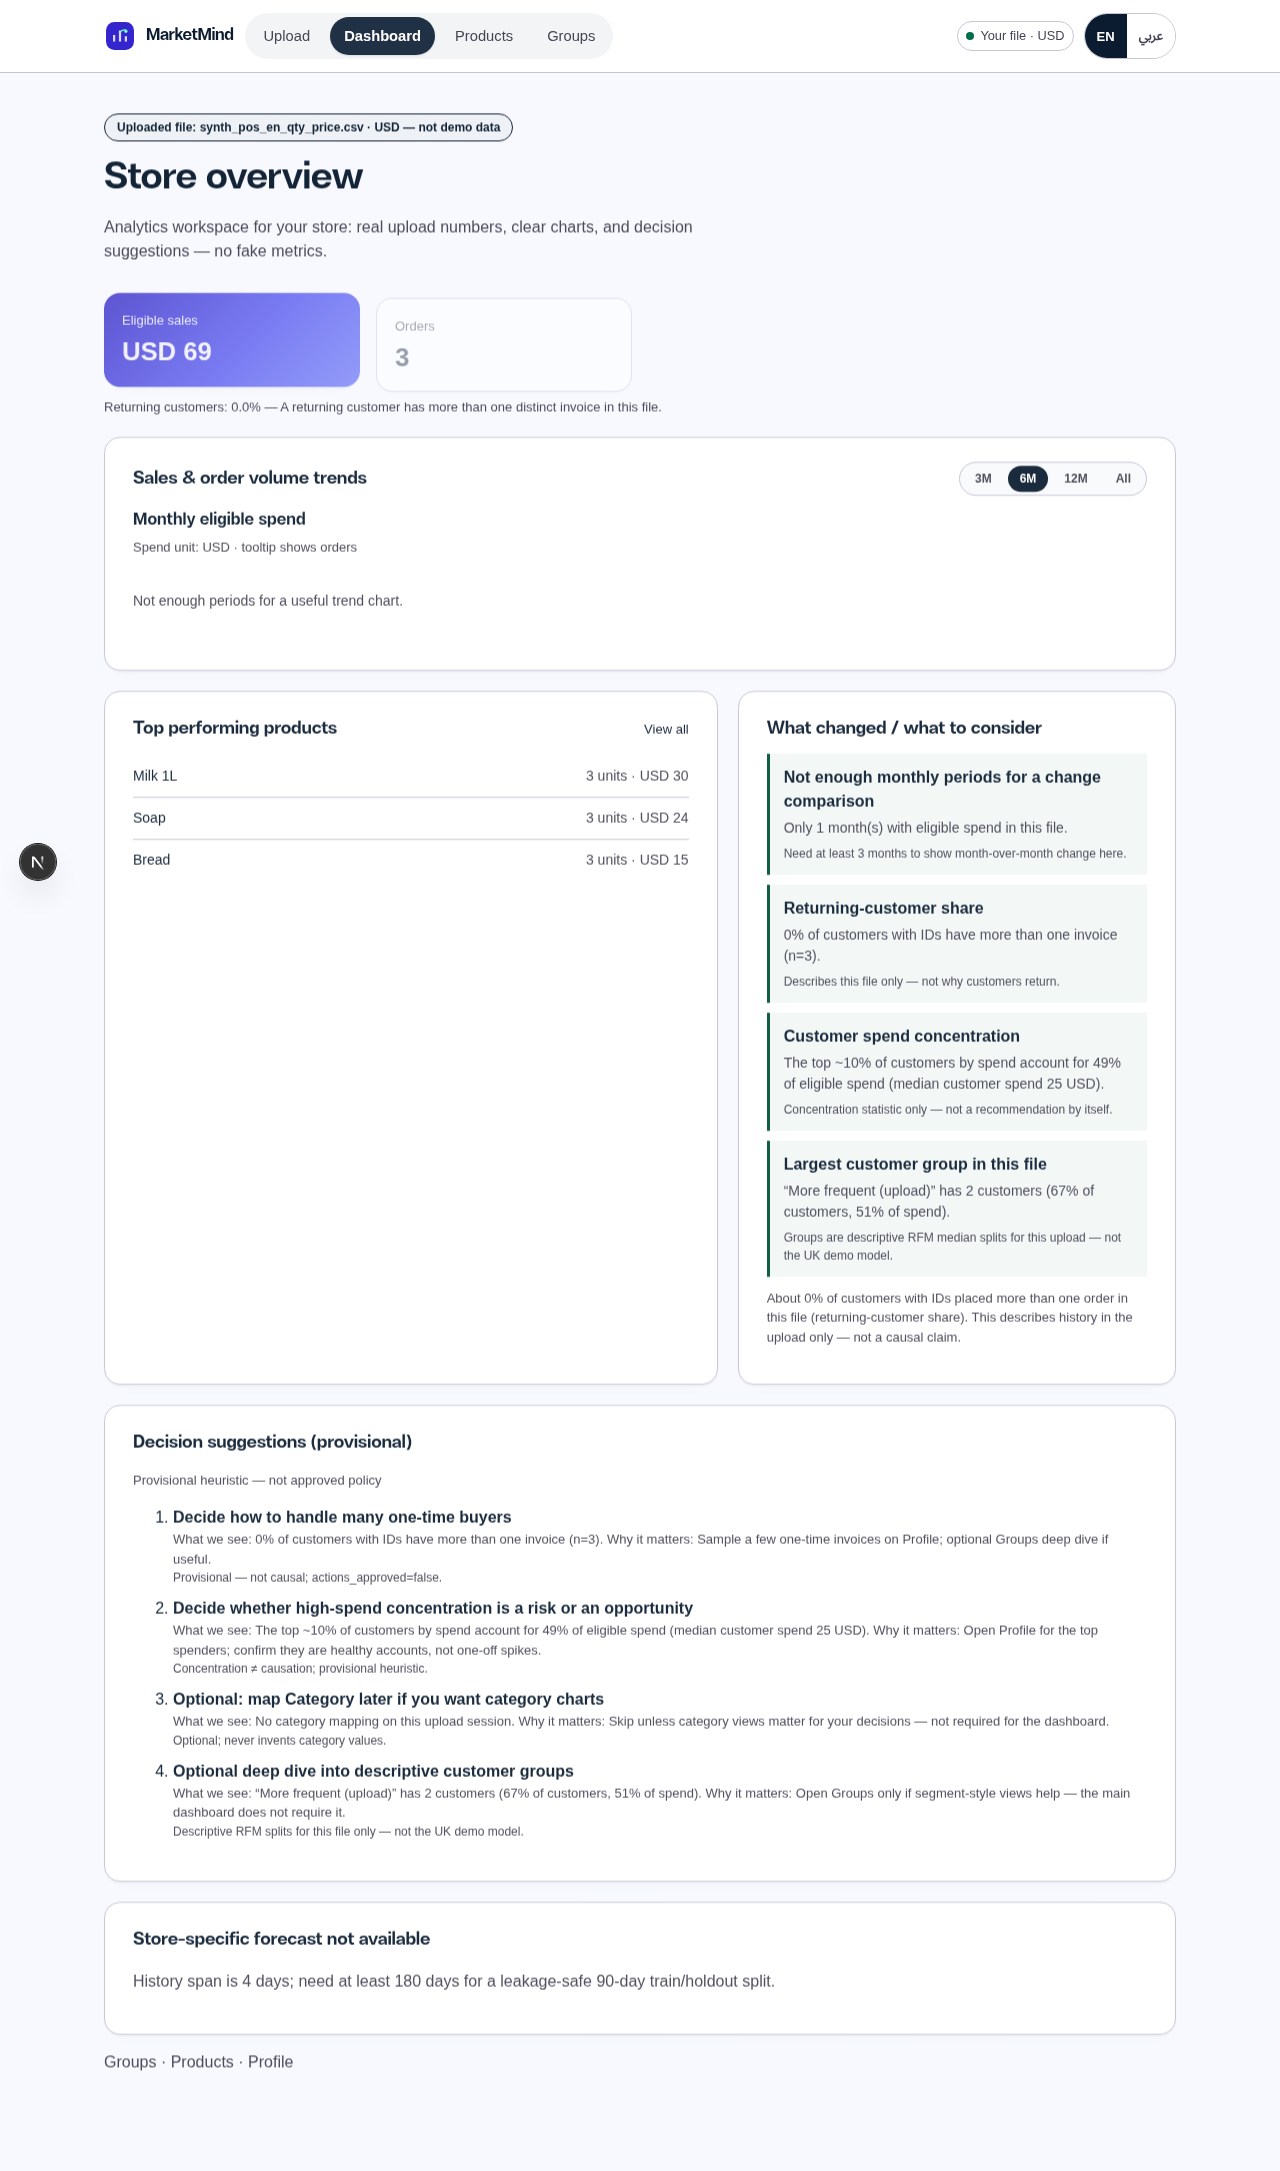 MarketMind
Upload
Dashboard
Products
Groups
Your file · USD
EN
عربي
Uploaded file: synth_pos_en_qty_price.csv · USD — not demo data
Store overview
Analytics workspace for your store: real upload numbers, clear charts, and decision
suggestions — no fake metrics.
Eligible sales
USD 69
Orders
3
Returning customers: 0.0% — A returning customer has more than one distinct invoice in this file.
Sales & order volume trends
3M
6M
12M
All
Monthly eligible spend
Spend unit: USD · tooltip shows orders
Not enough periods for a useful trend chart.
Top performing products
View all
Milk 1L
3 units · USD 30
Soap
3 units · USD 24
Bread
3 units · USD 15
What changed / what to consider
Not enough monthly periods for a change
comparison
Only 1 month(s) with eligible spend in this file.
Need at least 3 months to show month-over-month change here.
Returning-customer share
0% of customers with IDs have more than one invoice
(n=3).
Describes this file only — not why customers return.
Customer spend concentration
The top ~10% of customers by spend account for 49%
of eligible spend (median customer spend 25 USD).
Concentration statistic only — not a recommendation by itself.
Largest customer group in this file
“More frequent (upload)” has 2 customers (67% of
customers, 51% of spend).
Groups are descriptive RFM median splits for this upload — not
the UK demo model.
About 0% of customers with IDs placed more than one order in
this file (returning-customer share). This describes history in the
upload only — not a causal claim.
N
Decision suggestions (provisional)
Provisional heuristic — not approved policy
1. Decide how to handle many one-time buyers
What we see: 0% of customers with IDs have more than one invoice (n=3). Why it matters: Sample a few one-time invoices on Profile; optional Groups deep dive if
useful.
Provisional — not causal; actions_approved=false.
2. Decide whether high-spend concentration is a risk or an opportunity
What we see: The top ~10% of customers by spend account for 49% of eligible spend (median customer spend 25 USD). Why it matters: Open Profile for the top
spenders; confirm they are healthy accounts, not one-off spikes.
Concentration ≠ causation; provisional heuristic.
3. Optional: map Category later if you want category charts
What we see: No category mapping on this upload session. Why it matters: Skip unless category views matter for your decisions — not required for the dashboard.
Optional; never invents category values.
4. Optional deep dive into descriptive customer groups
What we see: “More frequent (upload)” has 2 customers (67% of customers, 51% of spend). Why it matters: Open Groups only if segment-style views help — the main
dashboard does not require it.
Descriptive RFM splits for this file only — not the UK demo model.
Store-specific forecast not available
History span is 4 days; need at least 180 days for a leakage-safe 90-day train/holdout split.
Groups · Products · Profile